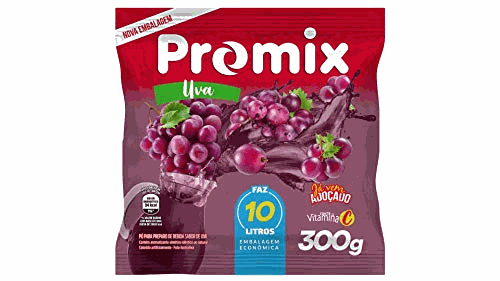 NOVA EMBALAGEM
Promix
Uva
FAZ
10
LITROS
EMBALAGEM
ECONÔMICA
Já vem
ADOÇADO
Vitamina C
300g
PÓ PARA PREPARO DE BEBIDA SABOR DE UVA